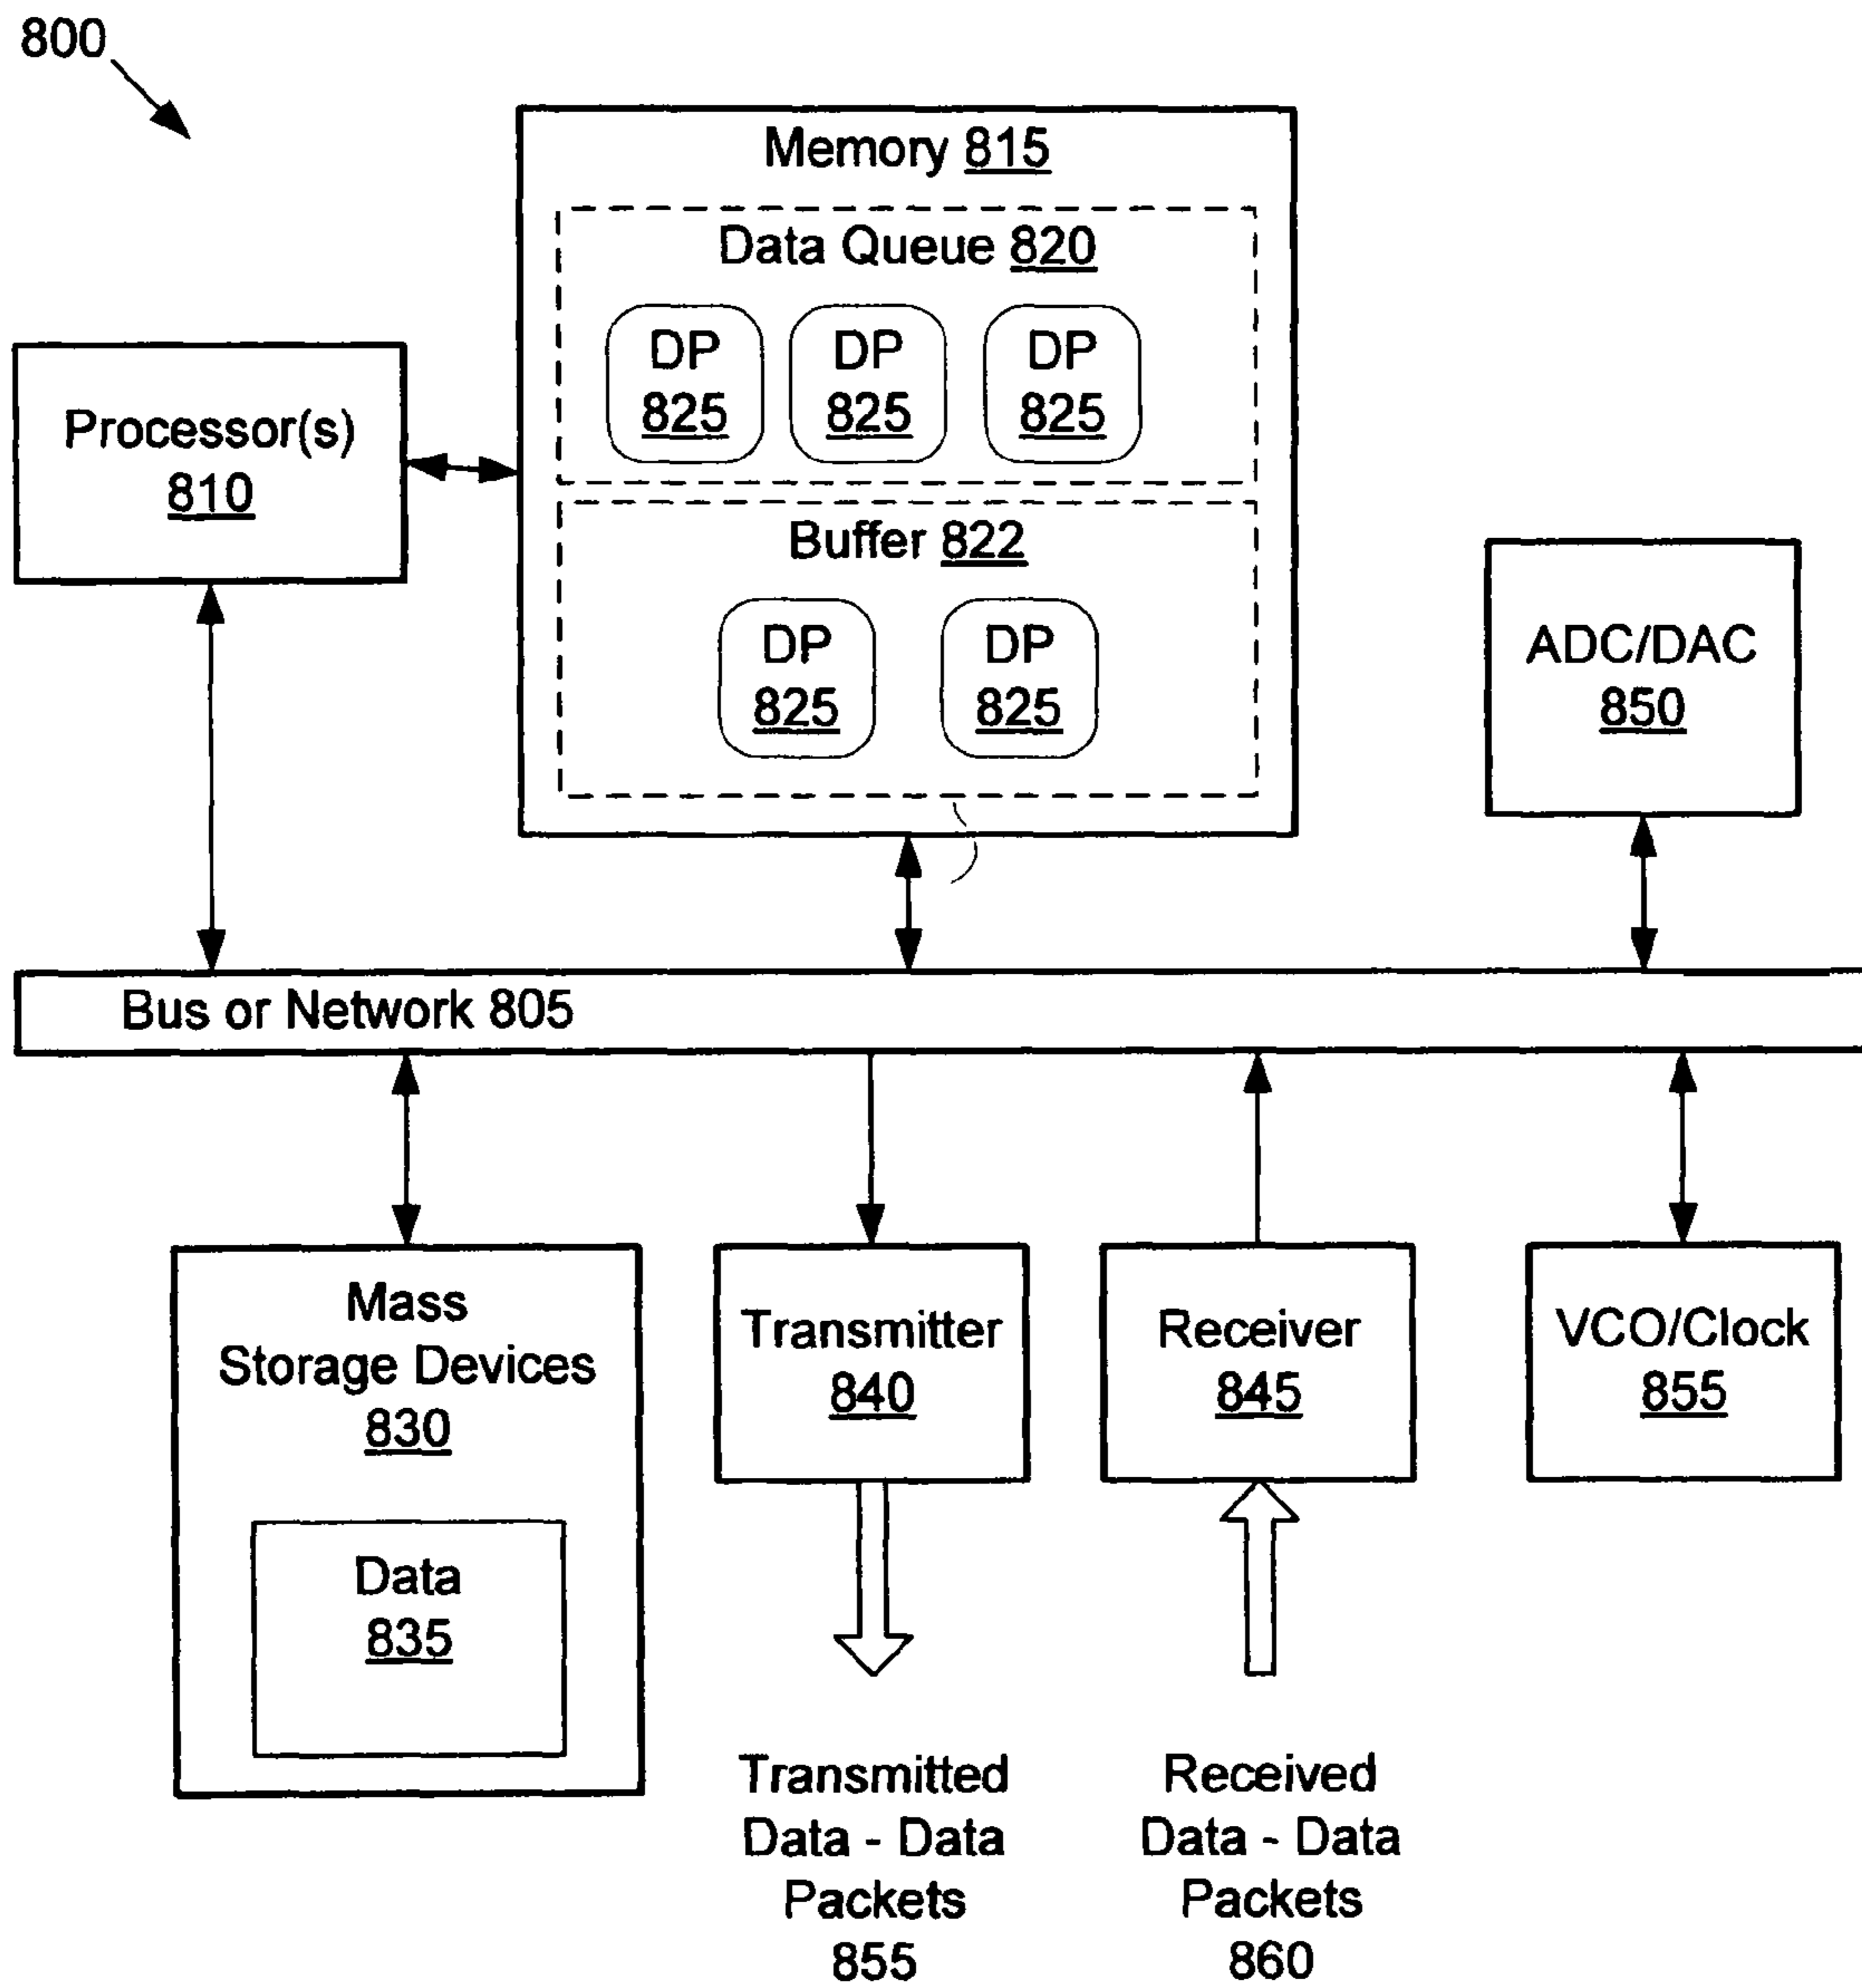 800
Memory 815
Data Queue 820
DP
825
DP
825
DP
825
Processor(s)
810
Buffer 822
DP
825
DP
825
ADC/DAC
850
Bus or Network 805
Mass
Storage Devices
830
Data
835
Transmitter
840
Receiver
845
VCO/Clock
855
Transmitted
Data - Data
Packets
855
Received
Data - Data
Packets
860